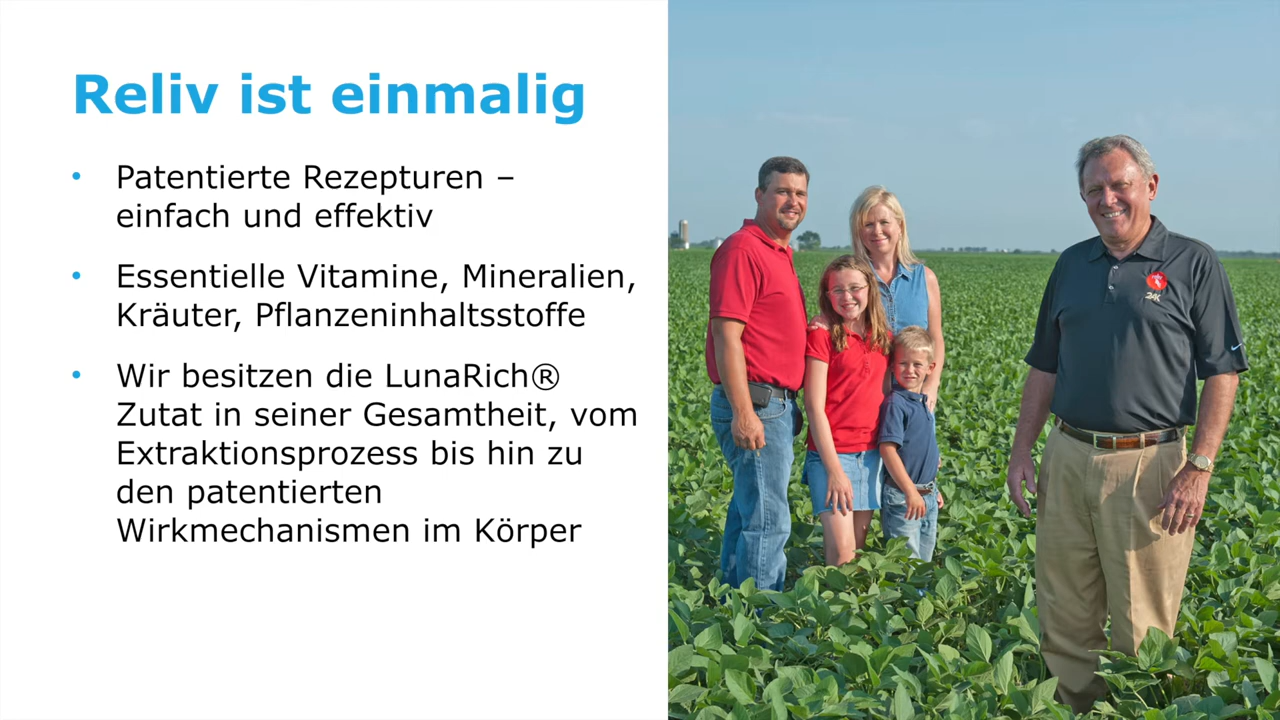 Reliv ist einmalig
• Patentierte Rezepturen –
einfach und effektiv
• Essentielle Vitamine, Mineralien,
Kräuter, Pflanzeninhaltsstoffe
• Wir besitzen die LunaRich®
Zutat in seiner Gesamtheit, vom
Extraktionsprozess bis hin zu
den patentierten
Wirkmechanismen im Körper
24K